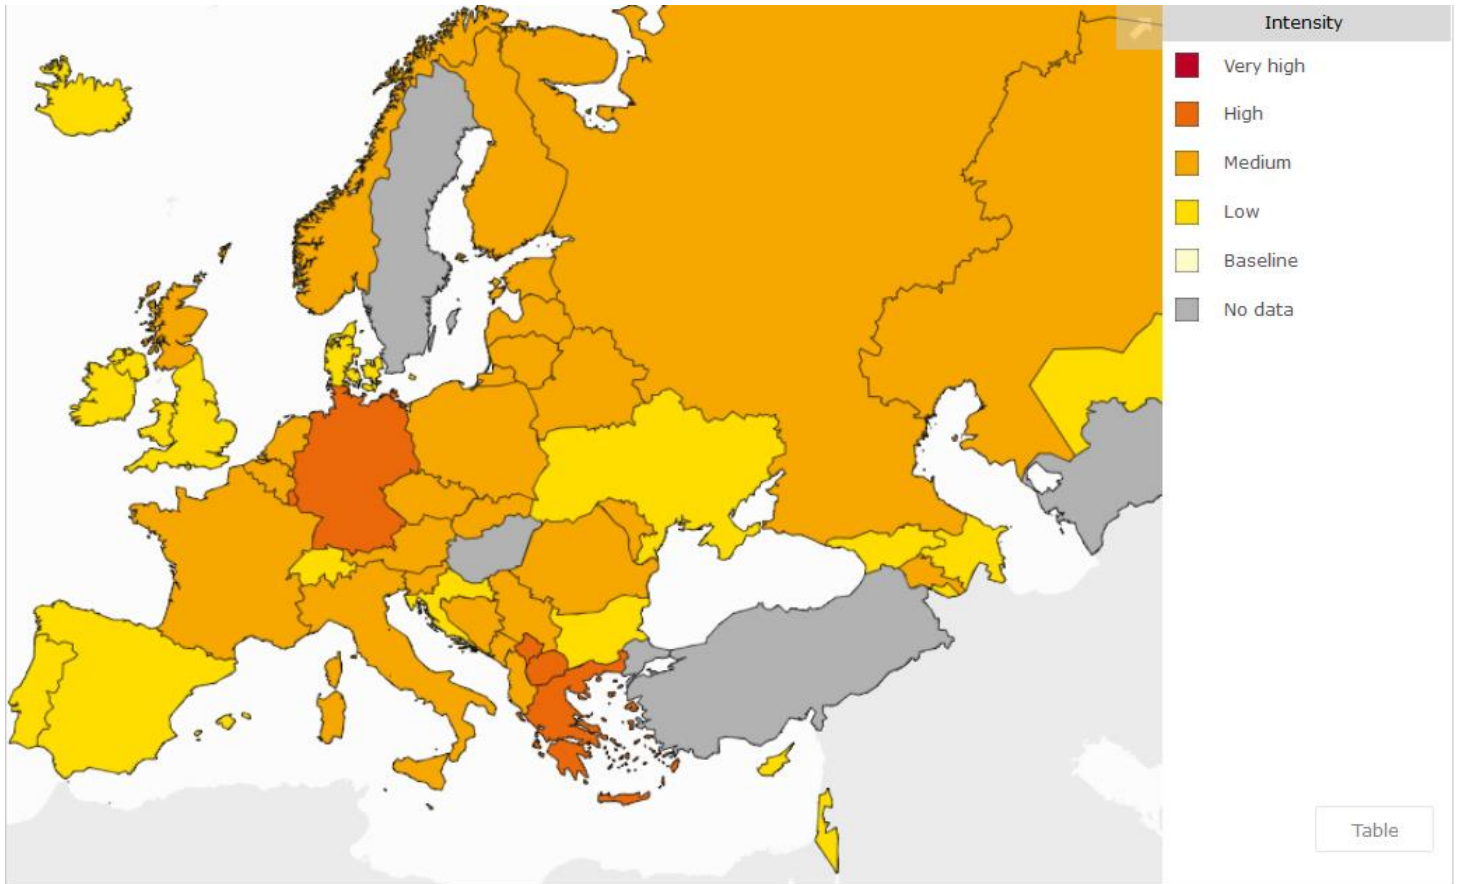 Intensity
Very high
High
Medium
Low
Baseline
No data
Table